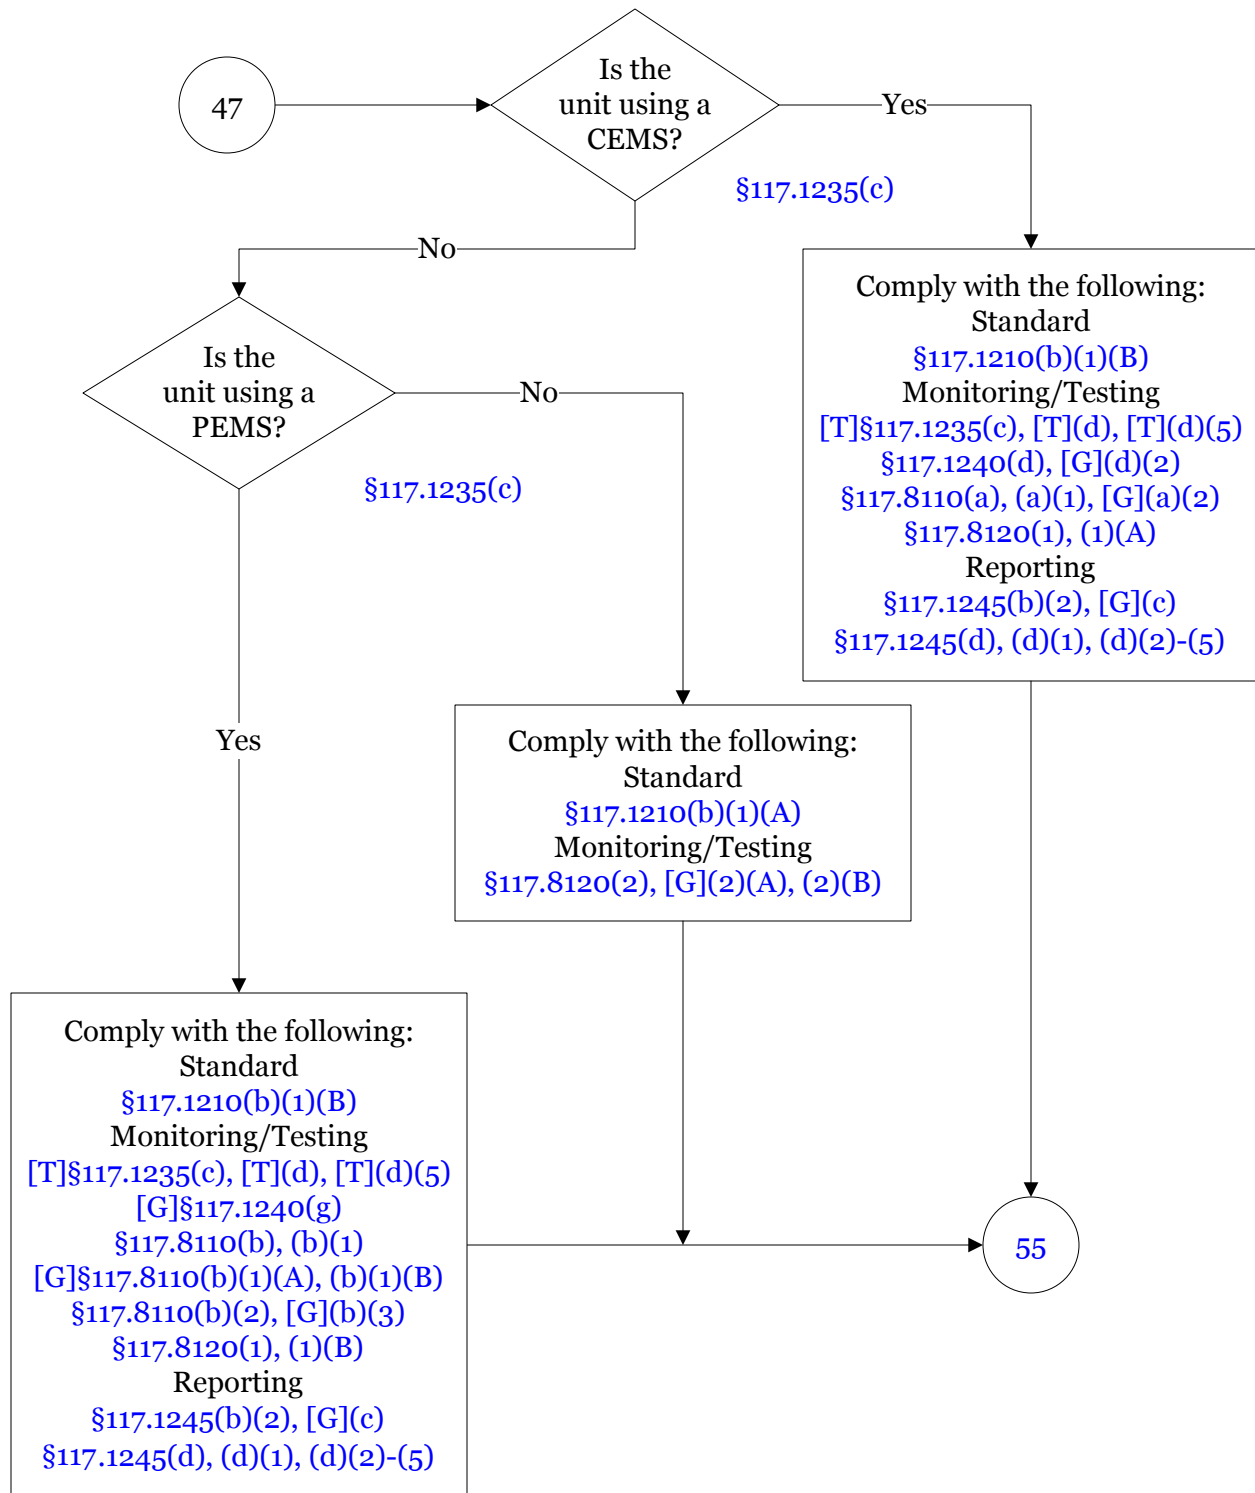 47
Is the
unit using a
CEMS?
Yes
§117.1235(c)
No
Comply with the following:
Standard
§117.1210(b)(1)(B)
Monitoring/Testing
[T]§117.1235(c), [T](d), [T](d)(5)
§117.1240(d), [G](d)(2)
§117.8110(a), (a)(1), [G](a)(2)
§117.8120(1), (1)(A)
Reporting
§117.1245(b)(2), [G](c)
§117.1245(d), (d)(1), (d)(2)-(5)
Is the
unit using a
PEMS?
No
§117.1235(c)
Yes
Comply with the following:
Standard
§117.1210(b)(1)(A)
Monitoring/Testing
§117.8120(2), [G](2)(A), (2)(B)
Comply with the following:
Standard
§117.1210(b)(1)(B)
Monitoring/Testing
[T]§117.1235(c), [T](d), [T](d)(5)
[G]§117.1240(g)
§117.8110(b), (b)(1)
[G]§117.8110(b)(1)(A), (b)(1)(B)
§117.8110(b)(2), [G](b)(3)
§117.8120(1), (1)(B)
Reporting
§117.1245(b)(2), [G](c)
§117.1245(d), (d)(1), (d)(2)-(5)
55